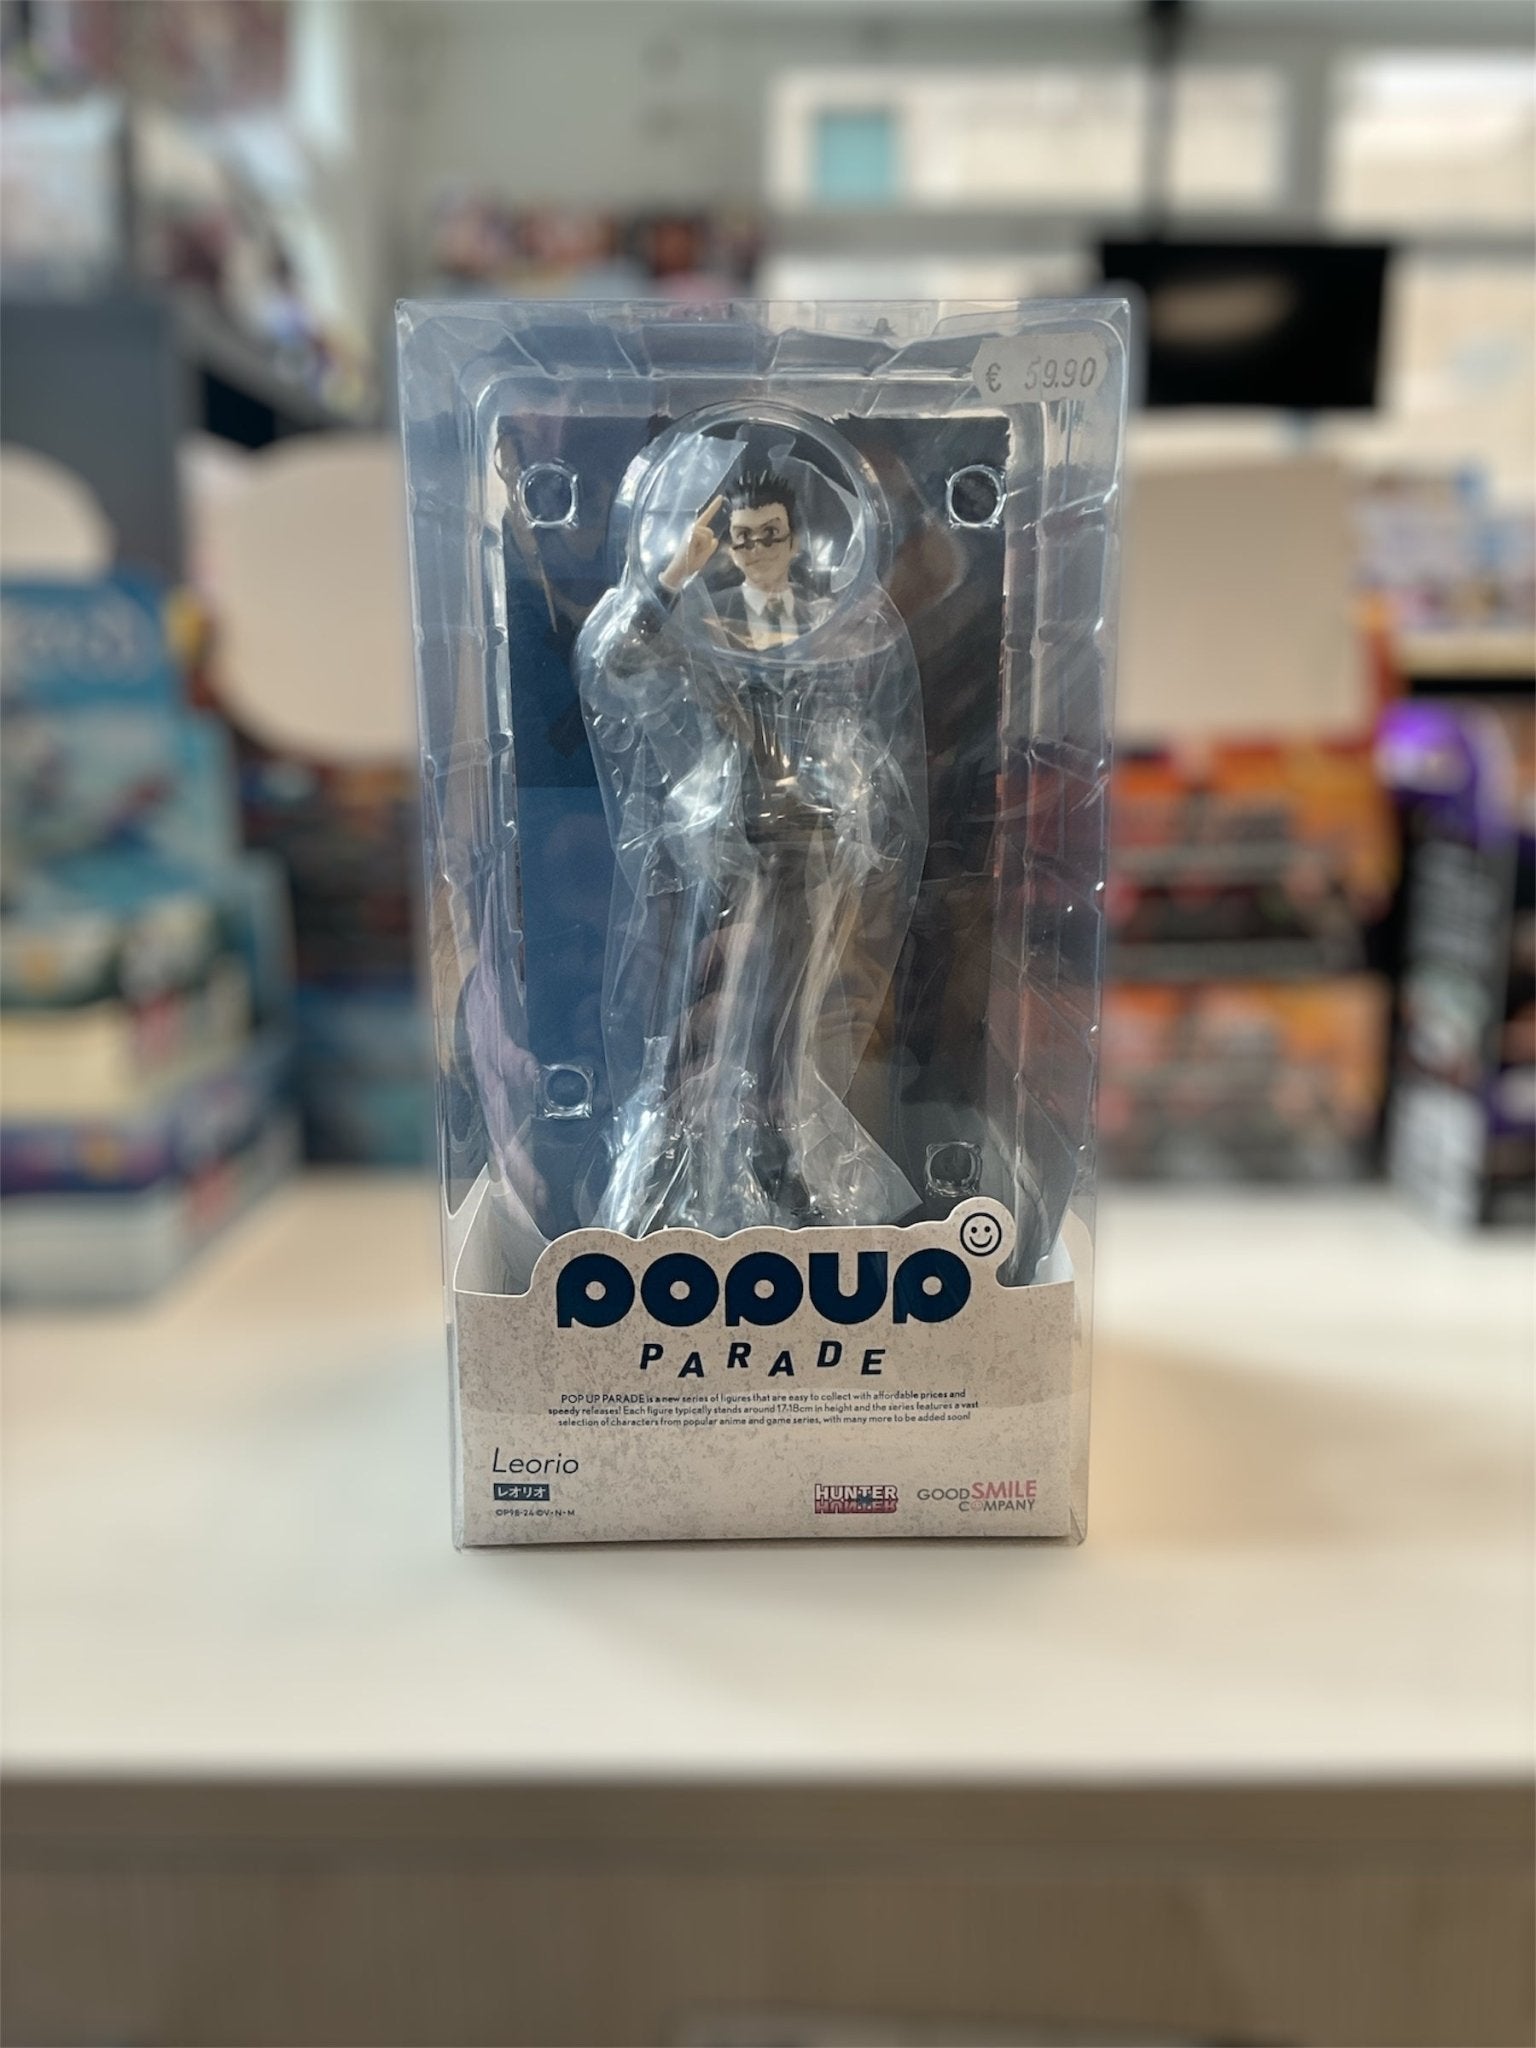 € 59.90
POPUP
PARADE
POP UP PARADE is a new series of figures that are easy to collect with affordable prices and
speedy releases! Each figure typically stands around 17-18cm in height and the series features a vast
selection of characters from popular anime and game series, with many more to be added soon!
Leorio
レオリオ
©P98-24 ©V・N・M
HUNTER
HUNTER
GOOD SMILE
COMPANY